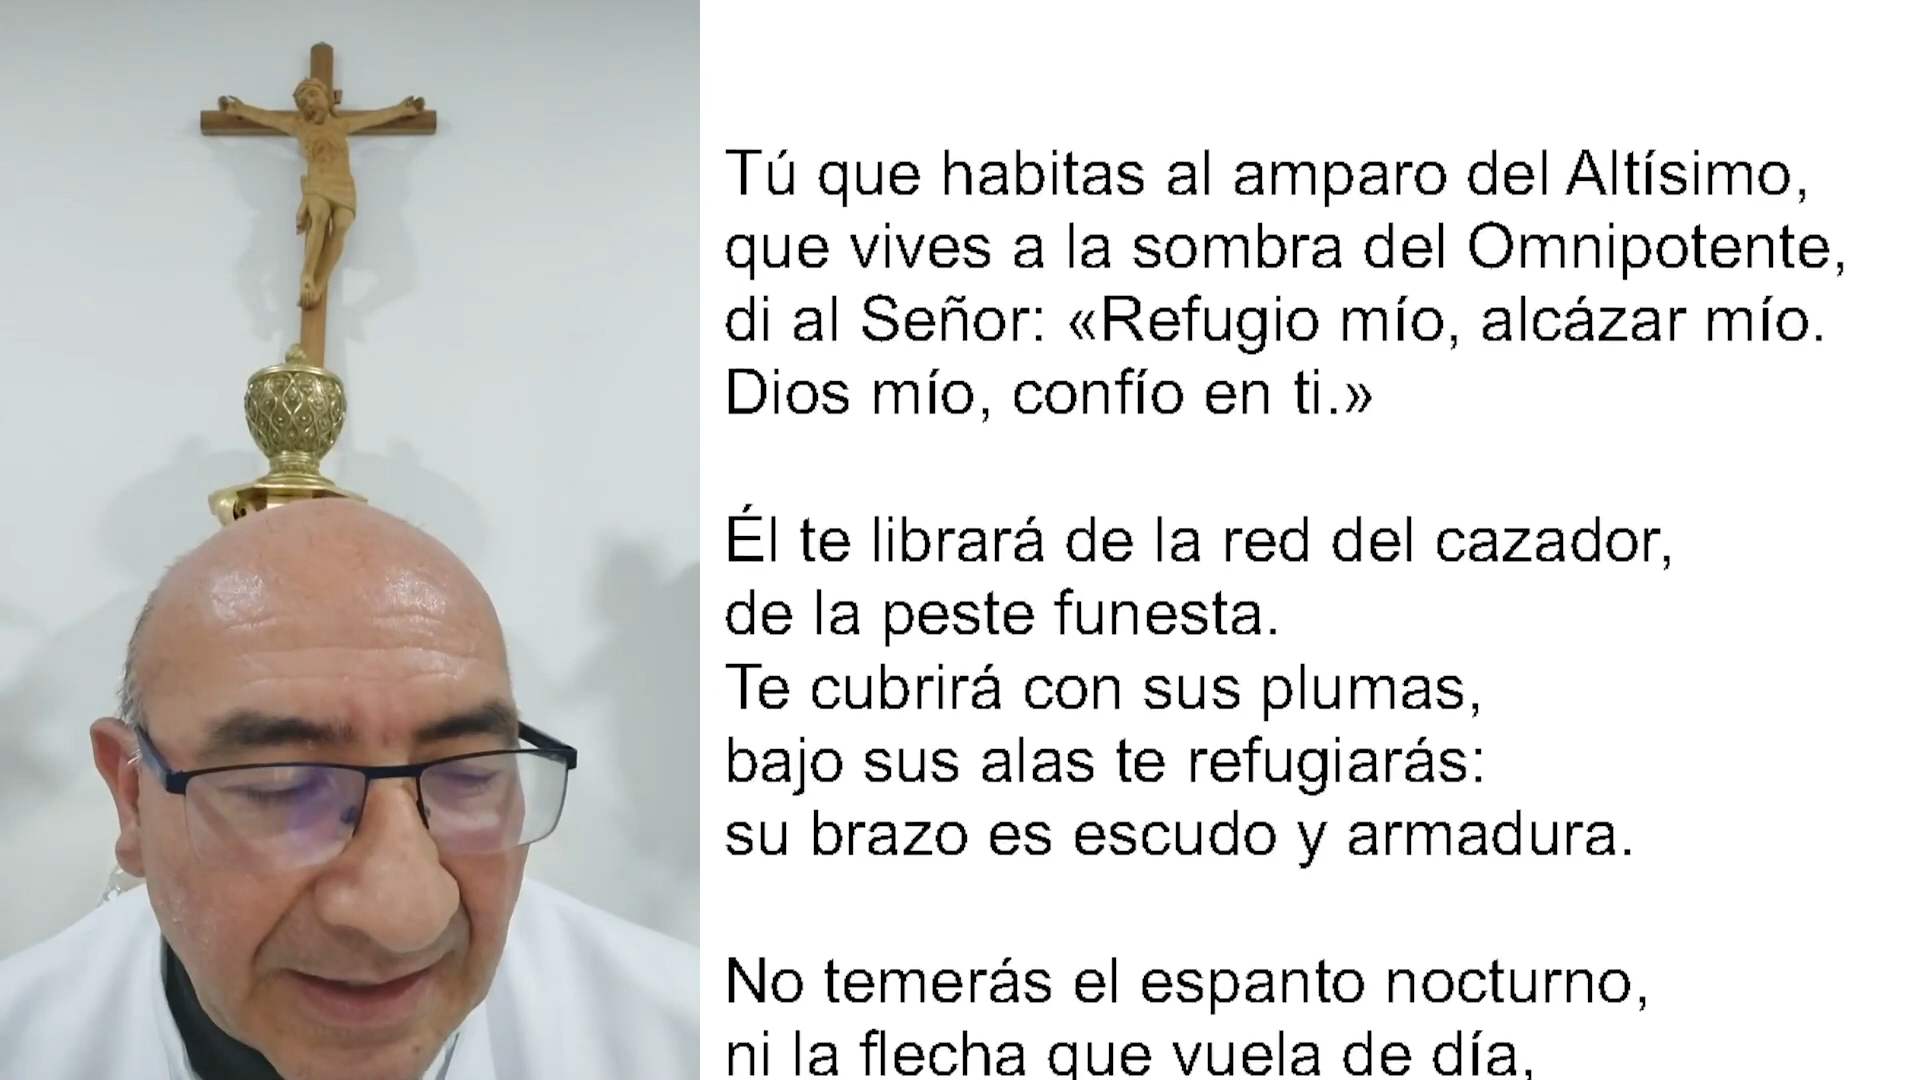 Tú que habitas al amparo del Altísimo,
que vives a la sombra del Omnipotente,
di al Señor: «Refugio mío, alcázar mío.
Dios mío, confío en ti.»
Él te librará de la red del cazador,
de la peste funesta.
Te cubrirá con sus plumas,
bajo sus alas te refugiarás:
su brazo es escudo y armadura.
No temerás el espanto nocturno,
ni la flecha que vuela de día,